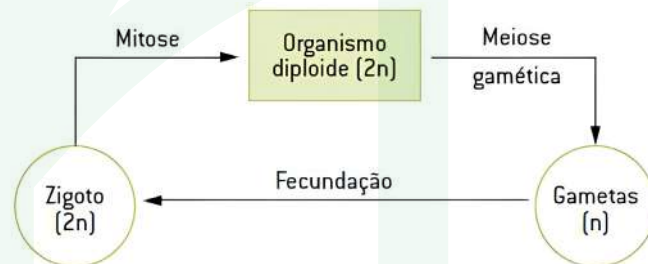 Mitose
Organismo
diploide (2n)
Meiose
gamética
Fecundação
Zigoto
(2n)
Gametas
(n)